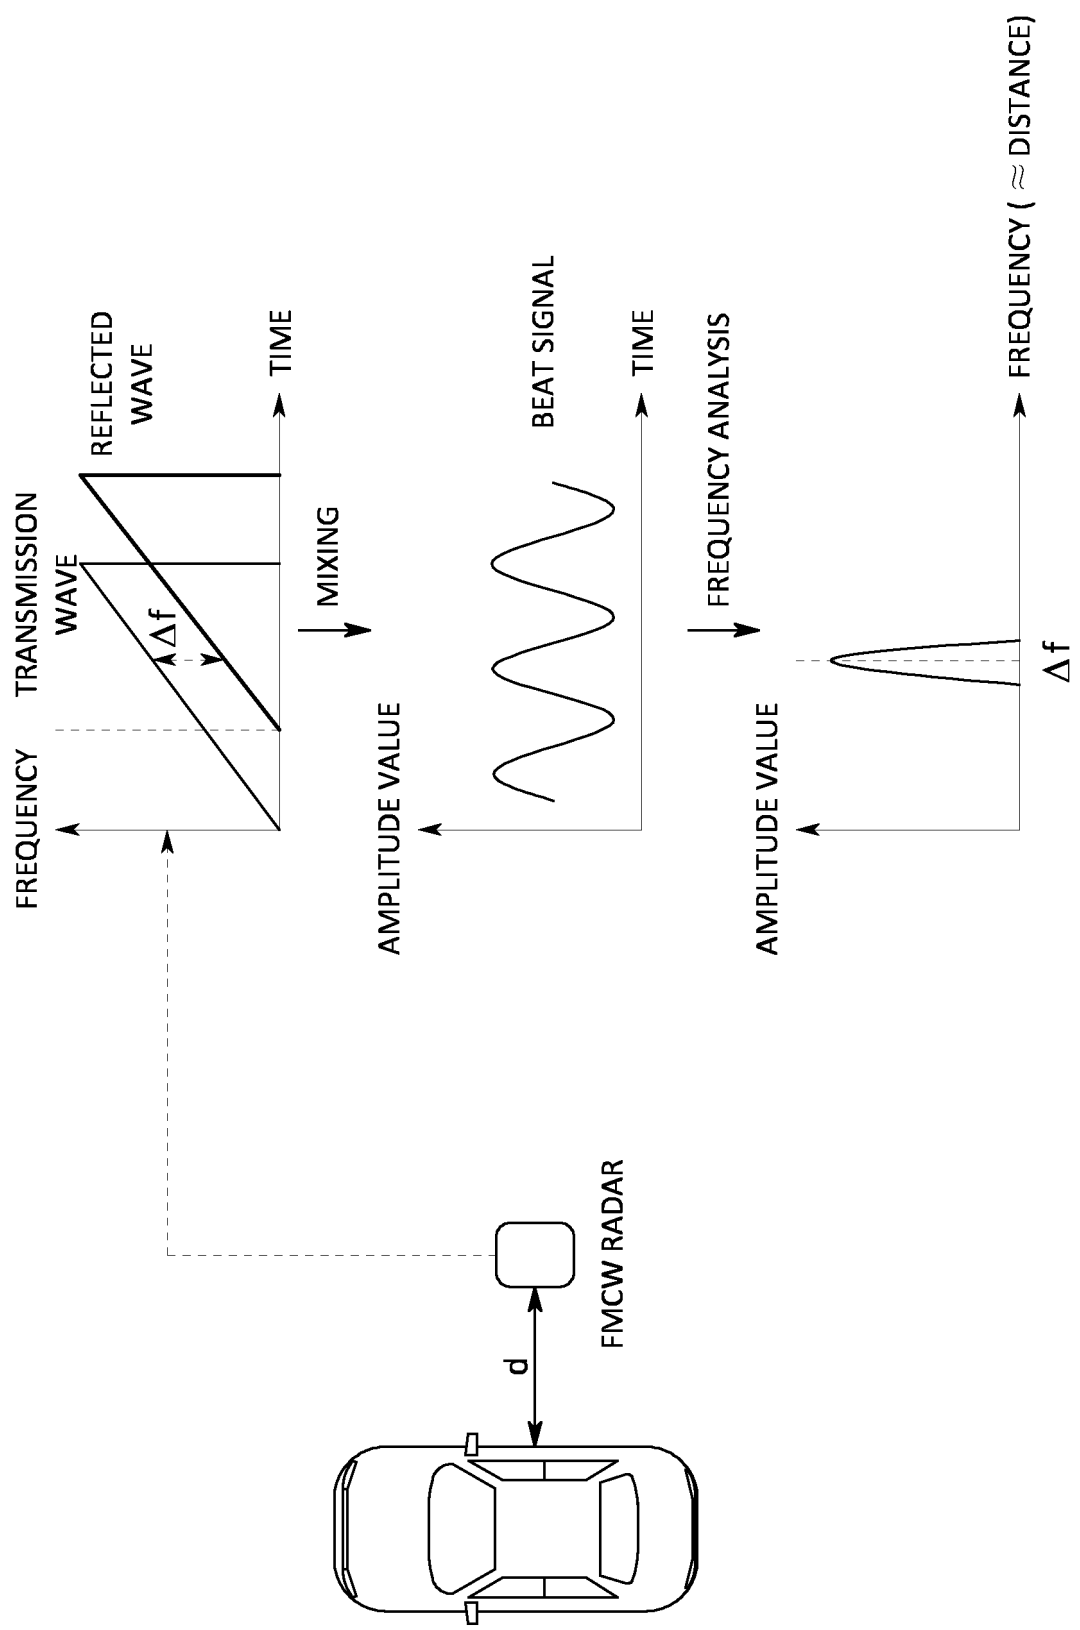 FREQUENCY
TRANSMISSION
WAVE
REFLECTED
WAVE
Δf
TIME
MIXING
AMPLITUDE VALUE
BEAT SIGNAL
TIME
FREQUENCY ANALYSIS
AMPLITUDE VALUE
Δf
FREQUENCY ( ≈ DISTANCE)
d
FMCW RADAR